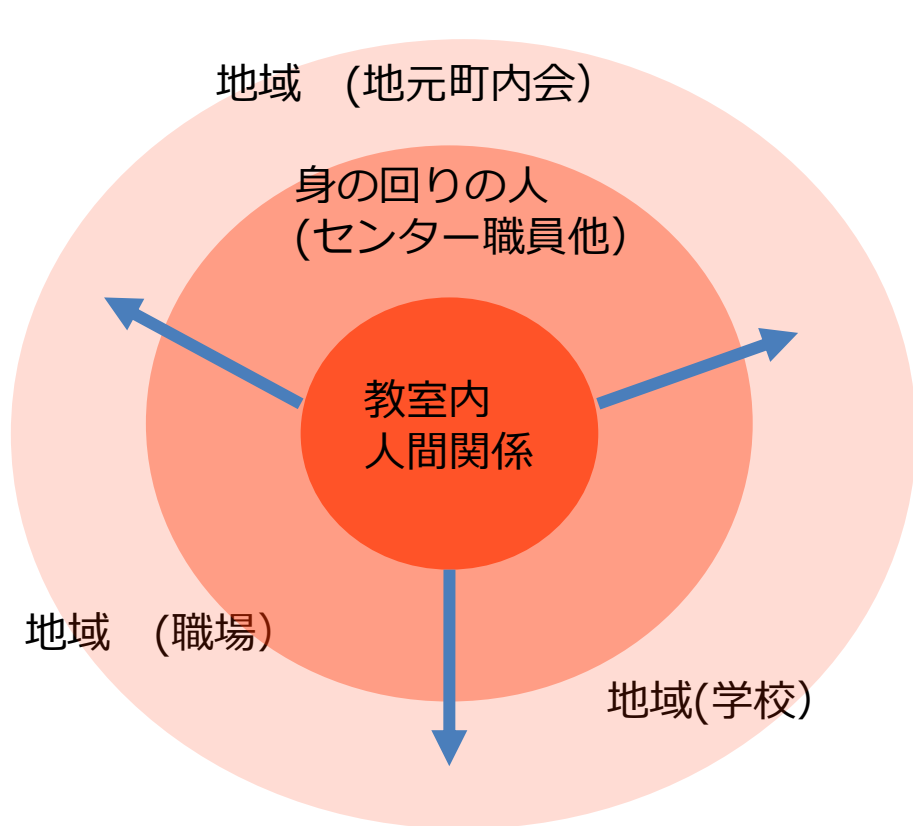 地域　(地元町内会）
身の回りの人
(センター職員他）
教室内
人間関係
地域　(職場）
地域(学校）